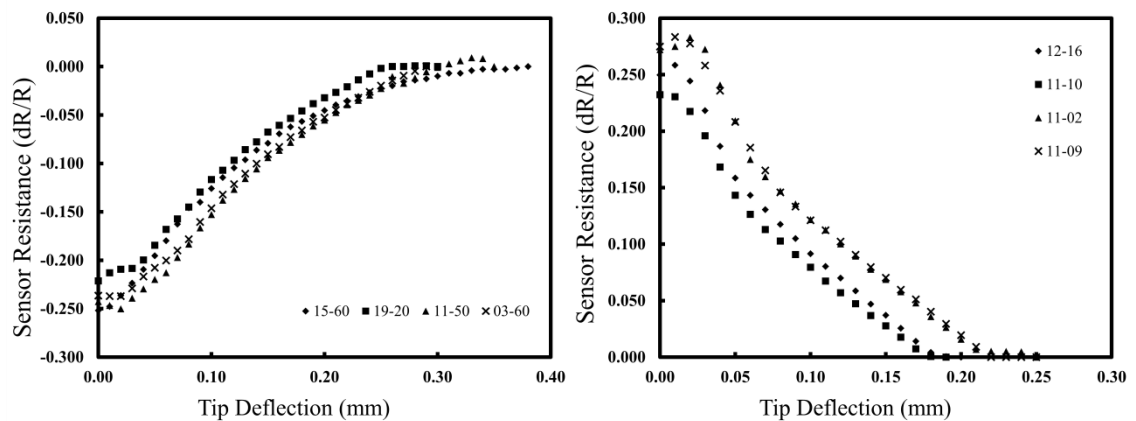 0.050
0.000
-0.050
-0.100
-0.150
-0.200
-0.250
-0.300
Sensor Resistance (dR/R)
15-60 19-20 11-50 03-60
0.00 0.10 0.20 0.30 0.40
Tip Deflection (mm)
0.300
0.250
0.200
0.150
0.100
0.050
0.000
Sensor Resistance (dR/R)
12-16
11-10
11-02
11-09
0.00 0.05 0.10 0.15 0.20 0.25 0.30
Tip Deflection (mm)